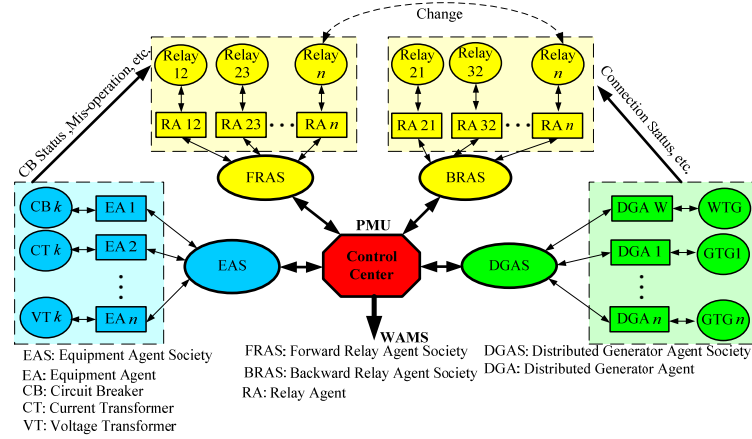 Change
Relay 12
Relay 23
Relay n
Relay 21
Relay 32
Relay n
CB Status ,Mis-operation, etc.
Connection Status, etc.
RA 12
RA 23
RA n
RA 21
RA 32
RA n
FRAS
BRAS
CB k
EA 1
CT k
EA 2
VT k
EA n
EAS
PMU
Control
Center
WAMS
DGAS
DGA W
WTG
DGA 1
GTG1
DGA n
GTG n
EAS: Equipment Agent Society
EA: Equipment Agent
CB: Circuit Breaker
CT: Current Transformer
VT: Voltage Transformer
FRAS: Forward Relay Agent Society
BRAS: Backward Relay Agent Society
RA: Relay Agent
DGAS: Distributed Generator Agent Society
DGA: Distributed Generator Agent